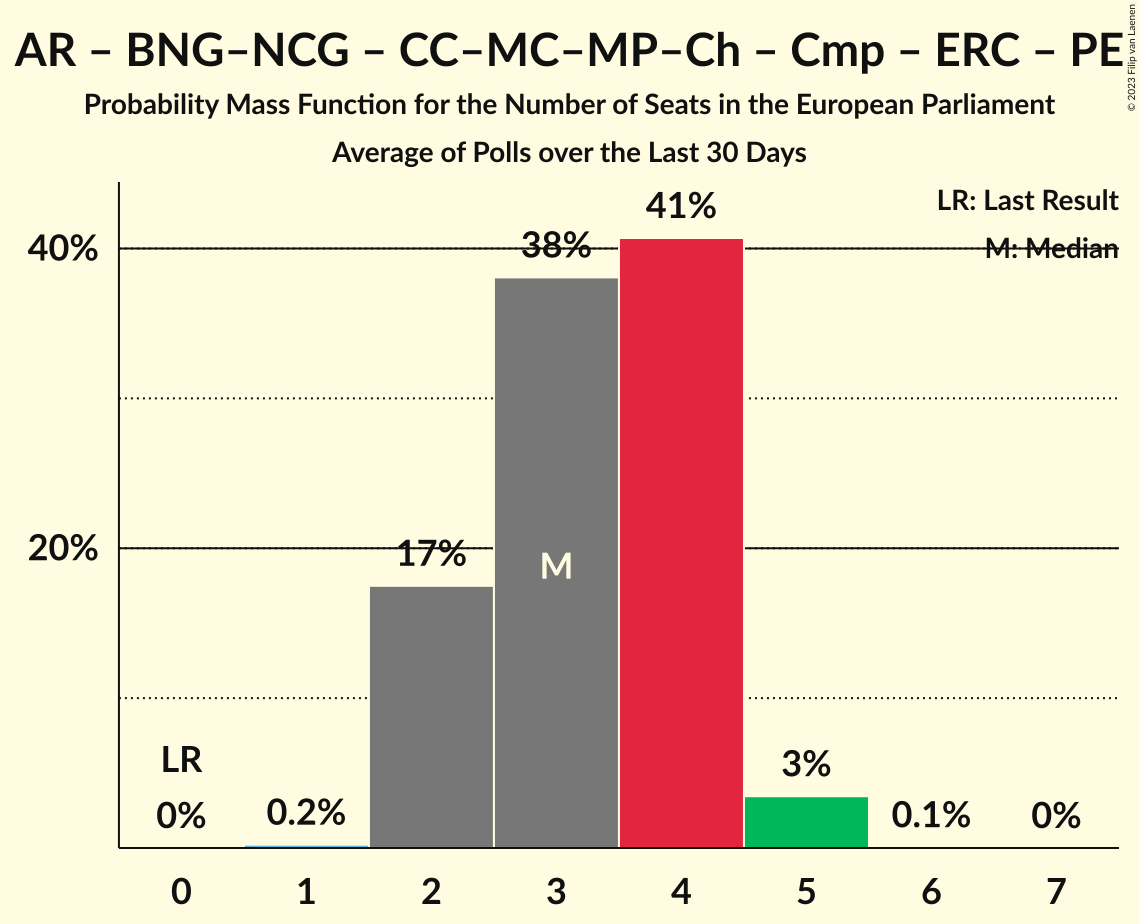 AR – BNG–NCG – CC–MC–MP–Ch – Cmp – ERC – PE
Probability Mass Function for the Number of Seats in the European Parliament
Average of Polls over the Last 30 Days
© 2023 Filip van Laenen
LR: Last Result
M: Median
40%
20%
LR
0%
0.2%
17%
38%
M
41%
3%
0.1%
0%
0 1 2 3 4 5 6 7